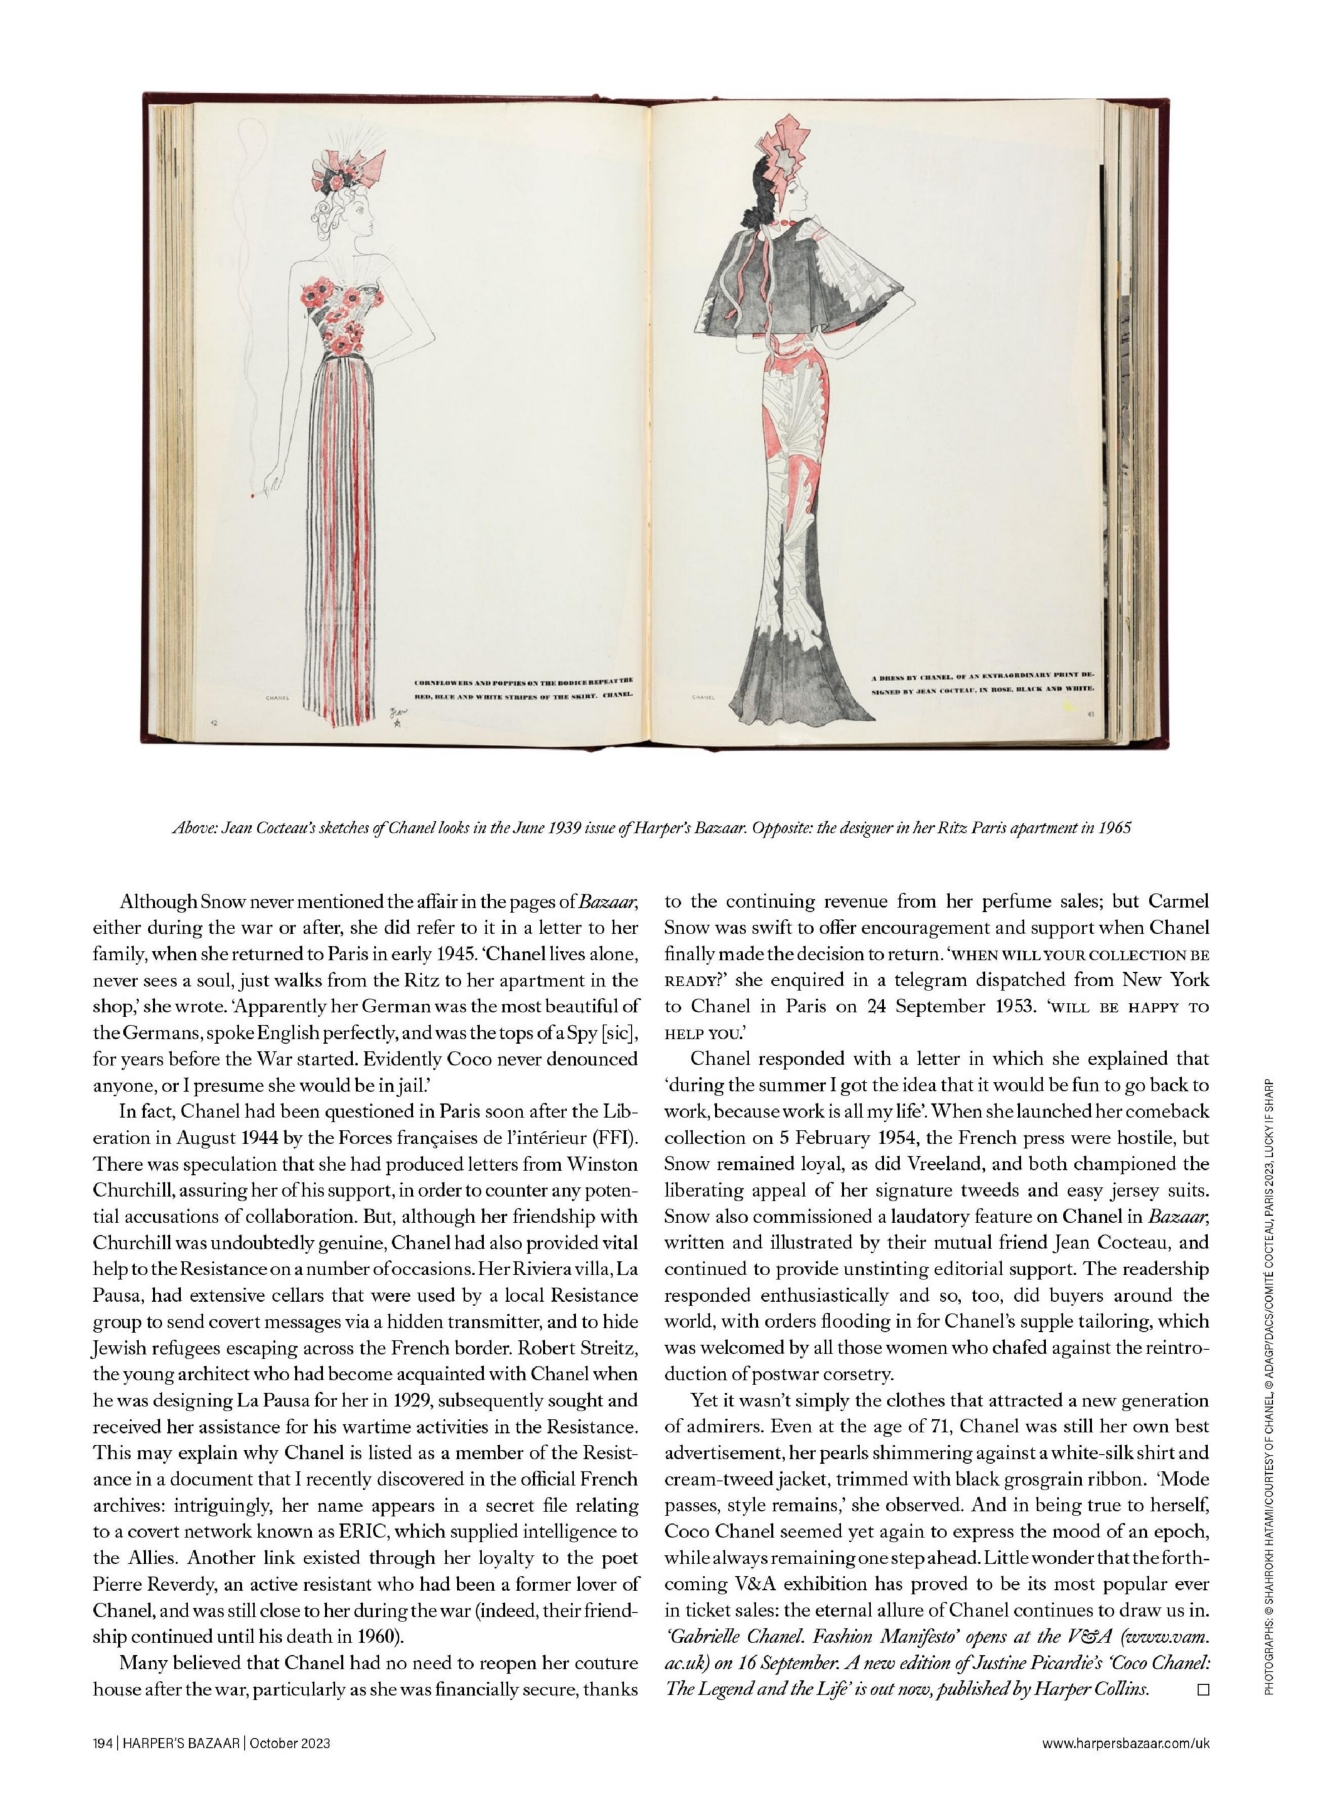 CORNFLOWERS AND POPPIES ON THE BODICE REPEAT THE
RED, BLUE AND WHITE STRIPES OF THE SKIRT. CHANEL.
CHANEL
Jean
42
A DRESS BY CHANEL, OF AN EXTRAORDINARY PRINT DE-
SIGNED BY JEAN COCTEAU, IN ROSE, BLACK AND WHITE.
CHANEL
43
Above: Jean Cocteau's sketches of Chanel looks in the June 1939 issue of Harper's Bazaar. Opposite: the designer in her Ritz Paris apartment in 1965
Although Snow never mentioned the affair in the pages of Bazaar,
either during the war or after, she did refer to it in a letter to her
family, when she returned to Paris in early 1945. ‘Chanel lives alone,
never sees a soul, just walks from the Ritz to her apartment in the
shop,’ she wrote. ‘Apparently her German was the most beautiful of
the Germans, spoke English perfectly, and was the tops of a Spy [sic],
for years before the War started. Evidently Coco never denounced
anyone, or I presume she would be in jail.’
In fact, Chanel had been questioned in Paris soon after the Lib-
eration in August 1944 by the Forces françaises de l’intérieur (FFI).
There was speculation that she had produced letters from Winston
Churchill, assuring her of his support, in order to counter any poten-
tial accusations of collaboration. But, although her friendship with
Churchill was undoubtedly genuine, Chanel had also provided vital
help to the Resistance on a number of occasions. Her Riviera villa, La
Pausa, had extensive cellars that were used by a local Resistance
group to send covert messages via a hidden transmitter, and to hide
Jewish refugees escaping across the French border. Robert Streitz,
the young architect who had become acquainted with Chanel when
he was designing La Pausa for her in 1929, subsequently sought and
received her assistance for his wartime activities in the Resistance.
This may explain why Chanel is listed as a member of the Resist-
ance in a document that I recently discovered in the official French
archives: intriguingly, her name appears in a secret file relating
to a covert network known as ERIC, which supplied intelligence to
the Allies. Another link existed through her loyalty to the poet
Pierre Reverdy, an active resistant who had been a former lover of
Chanel, and was still close to her during the war (indeed, their friend-
ship continued until his death in 1960).
Many believed that Chanel had no need to reopen her couture
house after the war, particularly as she was financially secure, thanks
to the continuing revenue from her perfume sales; but Carmel
Snow was swift to offer encouragement and support when Chanel
finally made the decision to return. ‘WHEN WILL YOUR COLLECTION BE
READY?’ she enquired in a telegram dispatched from New York
to Chanel in Paris on 24 September 1953. ‘WILL BE HAPPY TO
HELP YOU.’
Chanel responded with a letter in which she explained that
‘during the summer I got the idea that it would be fun to go back to
work, because work is all my life’. When she launched her comeback
collection on 5 February 1954, the French press were hostile, but
Snow remained loyal, as did Vreeland, and both championed the
liberating appeal of her signature tweeds and easy jersey suits.
Snow also commissioned a laudatory feature on Chanel in Bazaar,
written and illustrated by their mutual friend Jean Cocteau, and
continued to provide unstinting editorial support. The readership
responded enthusiastically and so, too, did buyers around the
world, with orders flooding in for Chanel’s supple tailoring, which
was welcomed by all those women who chafed against the reintro-
duction of postwar corsetry.
Yet it wasn’t simply the clothes that attracted a new generation
of admirers. Even at the age of 71, Chanel was still her own best
advertisement, her pearls shimmering against a white-silk shirt and
cream-tweed jacket, trimmed with black grosgrain ribbon. ‘Mode
passes, style remains,’ she observed. And in being true to herself,
Coco Chanel seemed yet again to express the mood of an epoch,
while always remaining one step ahead. Little wonder that the forth-
coming V&A exhibition has proved to be its most popular ever
in ticket sales: the eternal allure of Chanel continues to draw us in.
‘Gabrielle Chanel. Fashion Manifesto’ opens at the V&A (www.vam.
ac.uk) on 16 September. A new edition of Justine Picardie’s ‘Coco Chanel:
The Legend and the Life’ is out now, published by Harper Collins.
PHOTOGRAPHS: © SHAHROKH HATAMI/COURTESY OF CHANEL, © ADAGP/DACS/COMITÉ COCTEAU, PARIS 2023, LUCKY IF SHARP
194 | HARPER’S BAZAAR | October 2023
www.harpersbazaar.com/uk